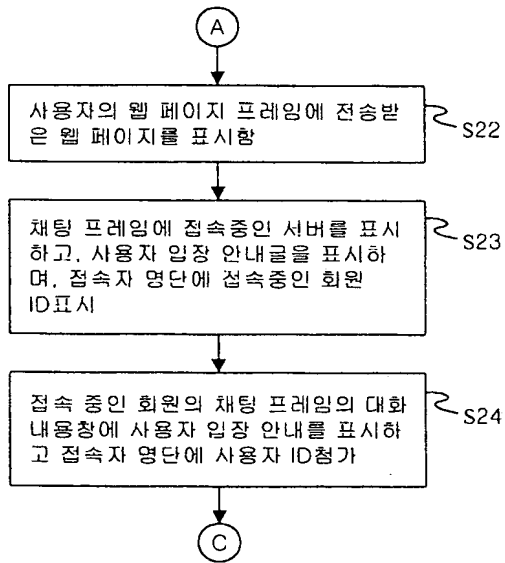 A
사용자의 웹 페이지 프레임에 전송받
은 웹 페이지를 표시함
S22
채팅 프레임에 접속중인 서버를 표시
하고, 사용자 입장 안내글을 표시하
며, 접속자 명단에 접속중인 회원
ID표시
S23
접속 중인 회원의 채팅 프레임의 대화
내용창에 사용자 입장 안내를 표시하
고 접속자 명단에 사용자 ID첨가
S24
C